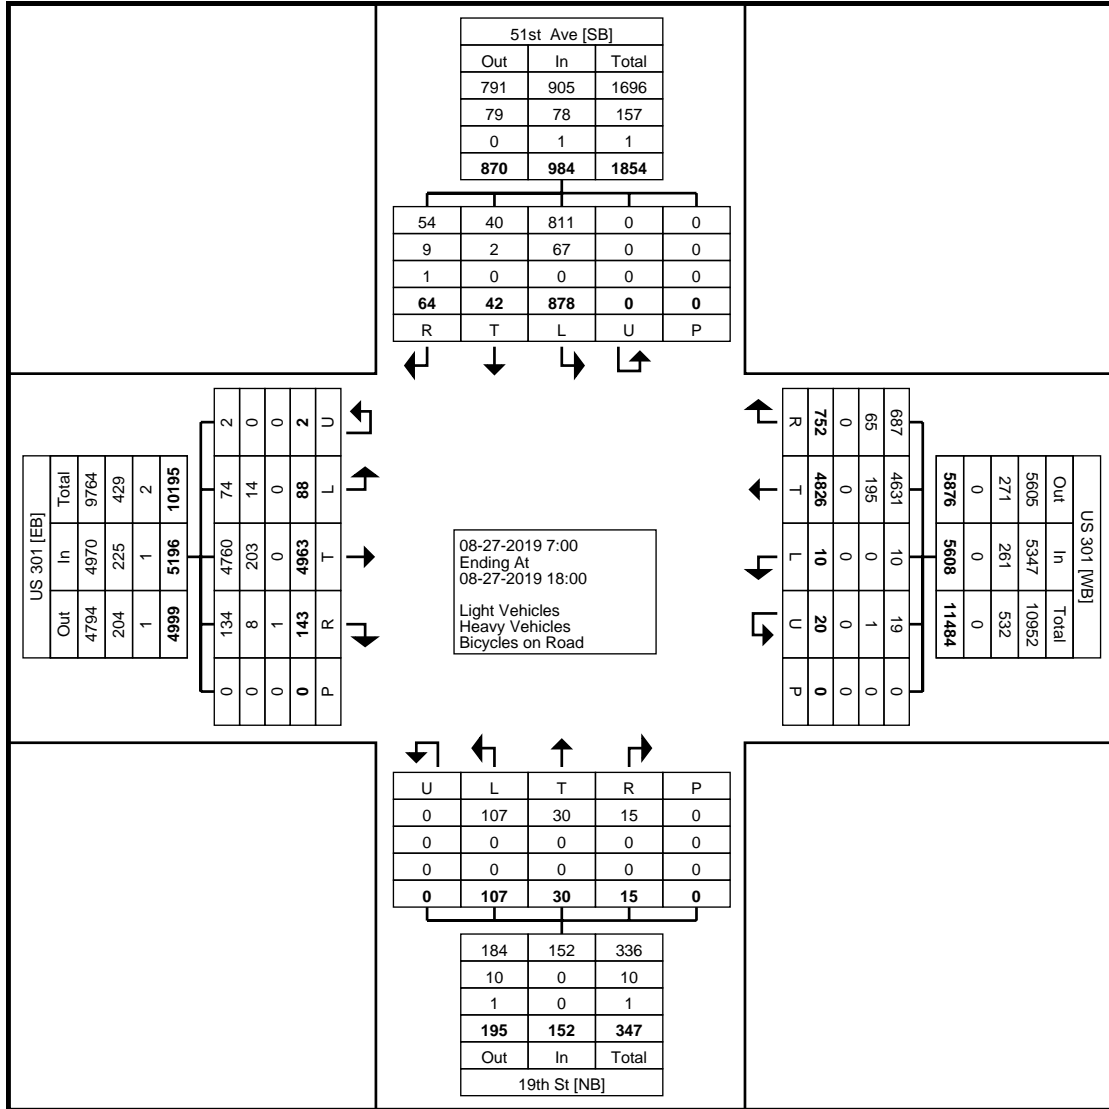 51st Ave [SB]
Out In Total
791 905 1696
79 78 157
0 1 1
870 984 1854
54 40 811 0 0
9 2 67 0 0
1 0 0 0 0
64 42 878 0 0
R T L U P
US 301 [EB]
Total In Out
9764 4970 4794
429 225 204
2 1 1
10195 5196 4999
2 74 4760 134 0
0 14 203 8 0
0 0 0 1 0
2 88 4963 143 0
U L T R P
08-27-2019 7:00
Ending At
08-27-2019 18:00
Light Vehicles
Heavy Vehicles
Bicycles on Road
US 301 [WB]
Out In Total
5605 5347 10952
271 261 532
0 0 0
5876 5608 11484
687 4631 10 19 0
65 195 0 1 0
0 0 0 0 0
752 4826 10 20 0
R T L U P
U L T R P
0 107 30 15 0
0 0 0 0 0
0 0 0 0 0
0 107 30 15 0
184 152 336
10 0 10
1 0 1
195 152 347
Out In Total
19th St [NB]